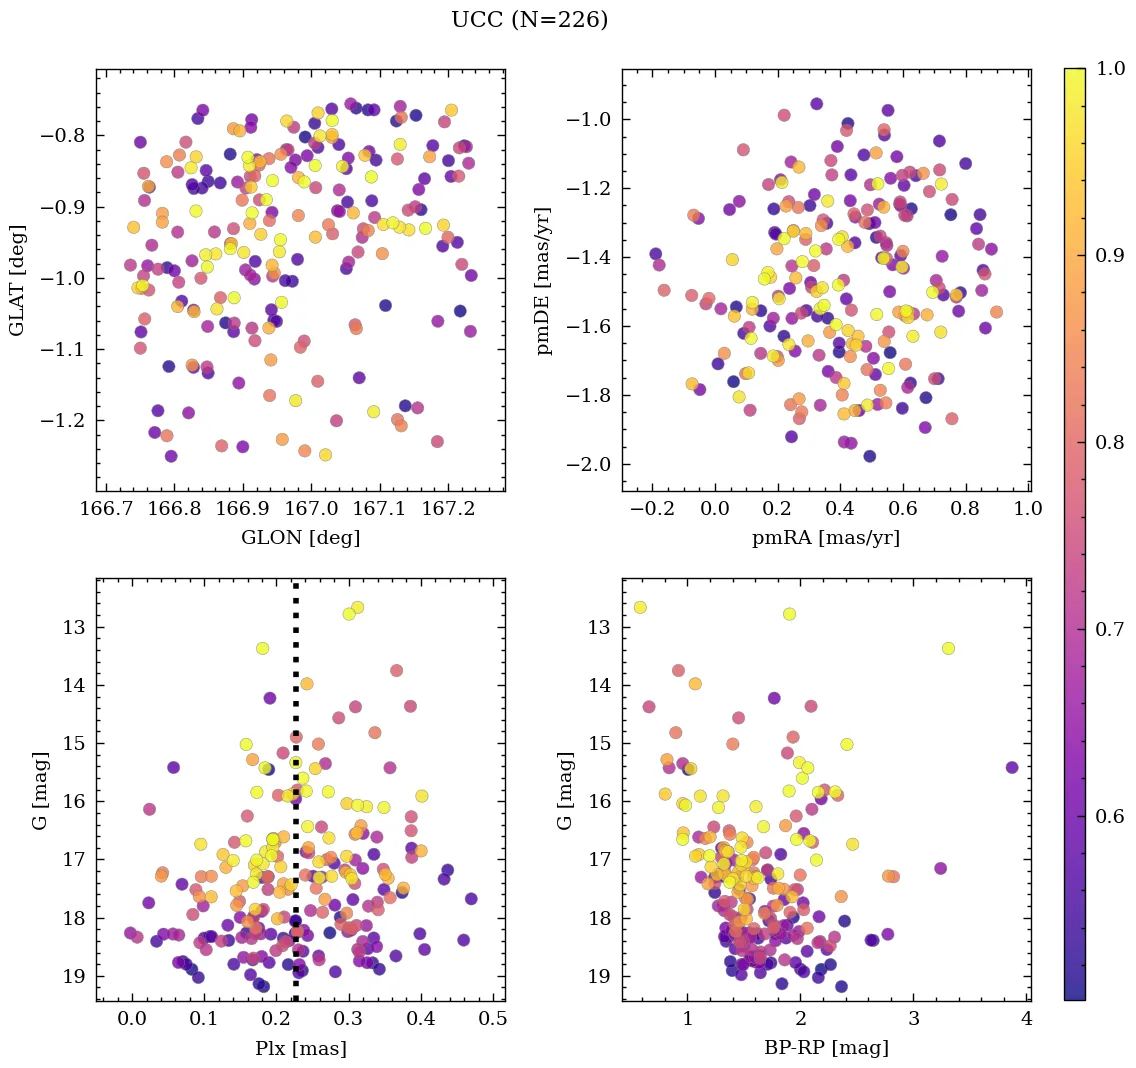 UCC (N=226)
−0.8
−0.9
−1.0
−1.1
−1.2
GLAT [deg]
166.7 166.8 166.9 167.0 167.1 167.2
GLON [deg]
−1.0
−1.2
−1.4
−1.6
−1.8
−2.0
pmDE [mas/yr]
−0.2 0.0 0.2 0.4 0.6 0.8 1.0
pmRA [mas/yr]
13
14
15
16
17
18
19
G [mag]
0.0 0.1 0.2 0.3 0.4 0.5
Plx [mas]
13
14
15
16
17
18
19
G [mag]
1 2 3 4
BP-RP [mag]
1.0
0.9
0.8
0.7
0.6